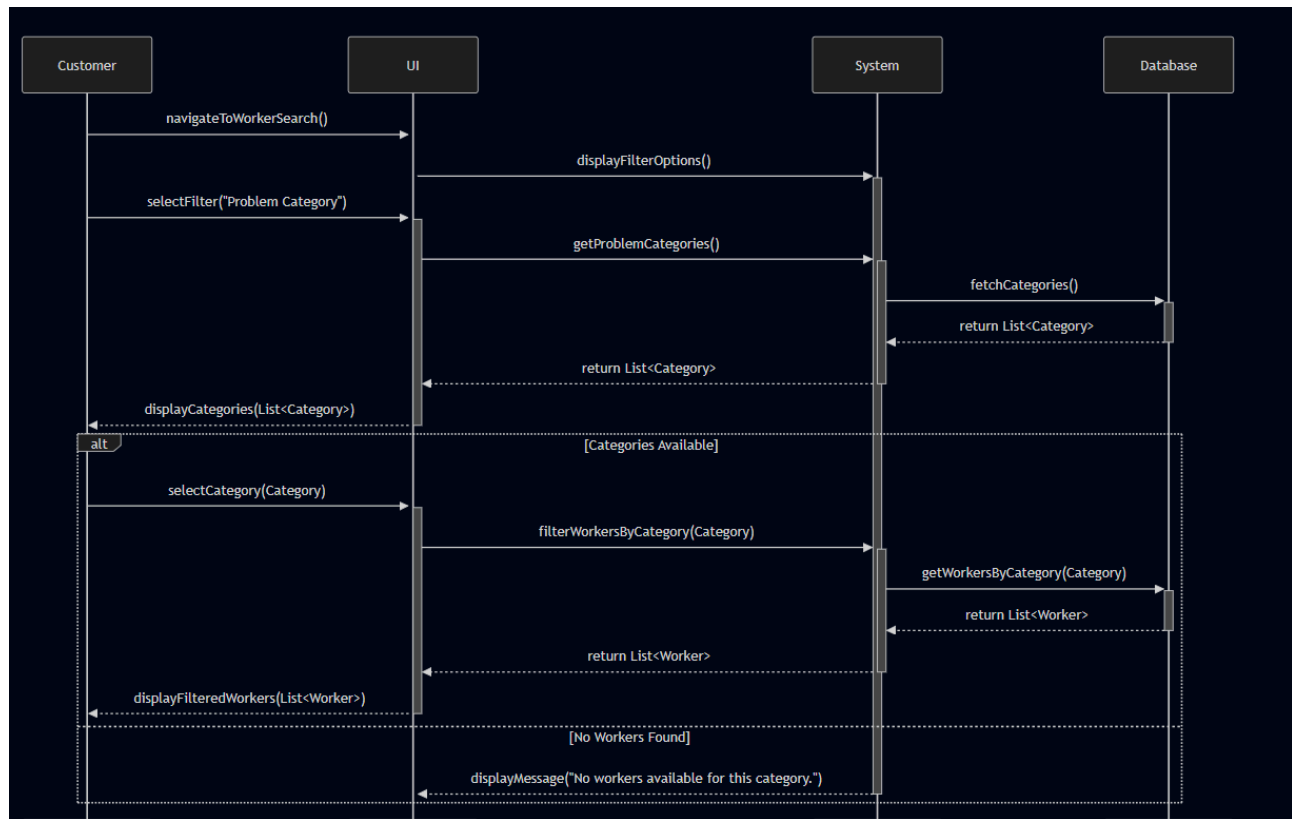 Customer
UI
System
Database
navigateToWorkerSearch()
displayFilterOptions()
selectFilter("Problem Category")
getProblemCategories()
fetchCategories()
return List<Category>
return List<Category>
displayCategories(List<Category>)
alt
[Categories Available]
selectCategory(Category)
filterWorkersByCategory(Category)
getWorkersByCategory(Category)
return List<Worker>
return List<Worker>
displayFilteredWorkers(List<Worker>)
[No Workers Found]
displayMessage("No workers available for this category.")